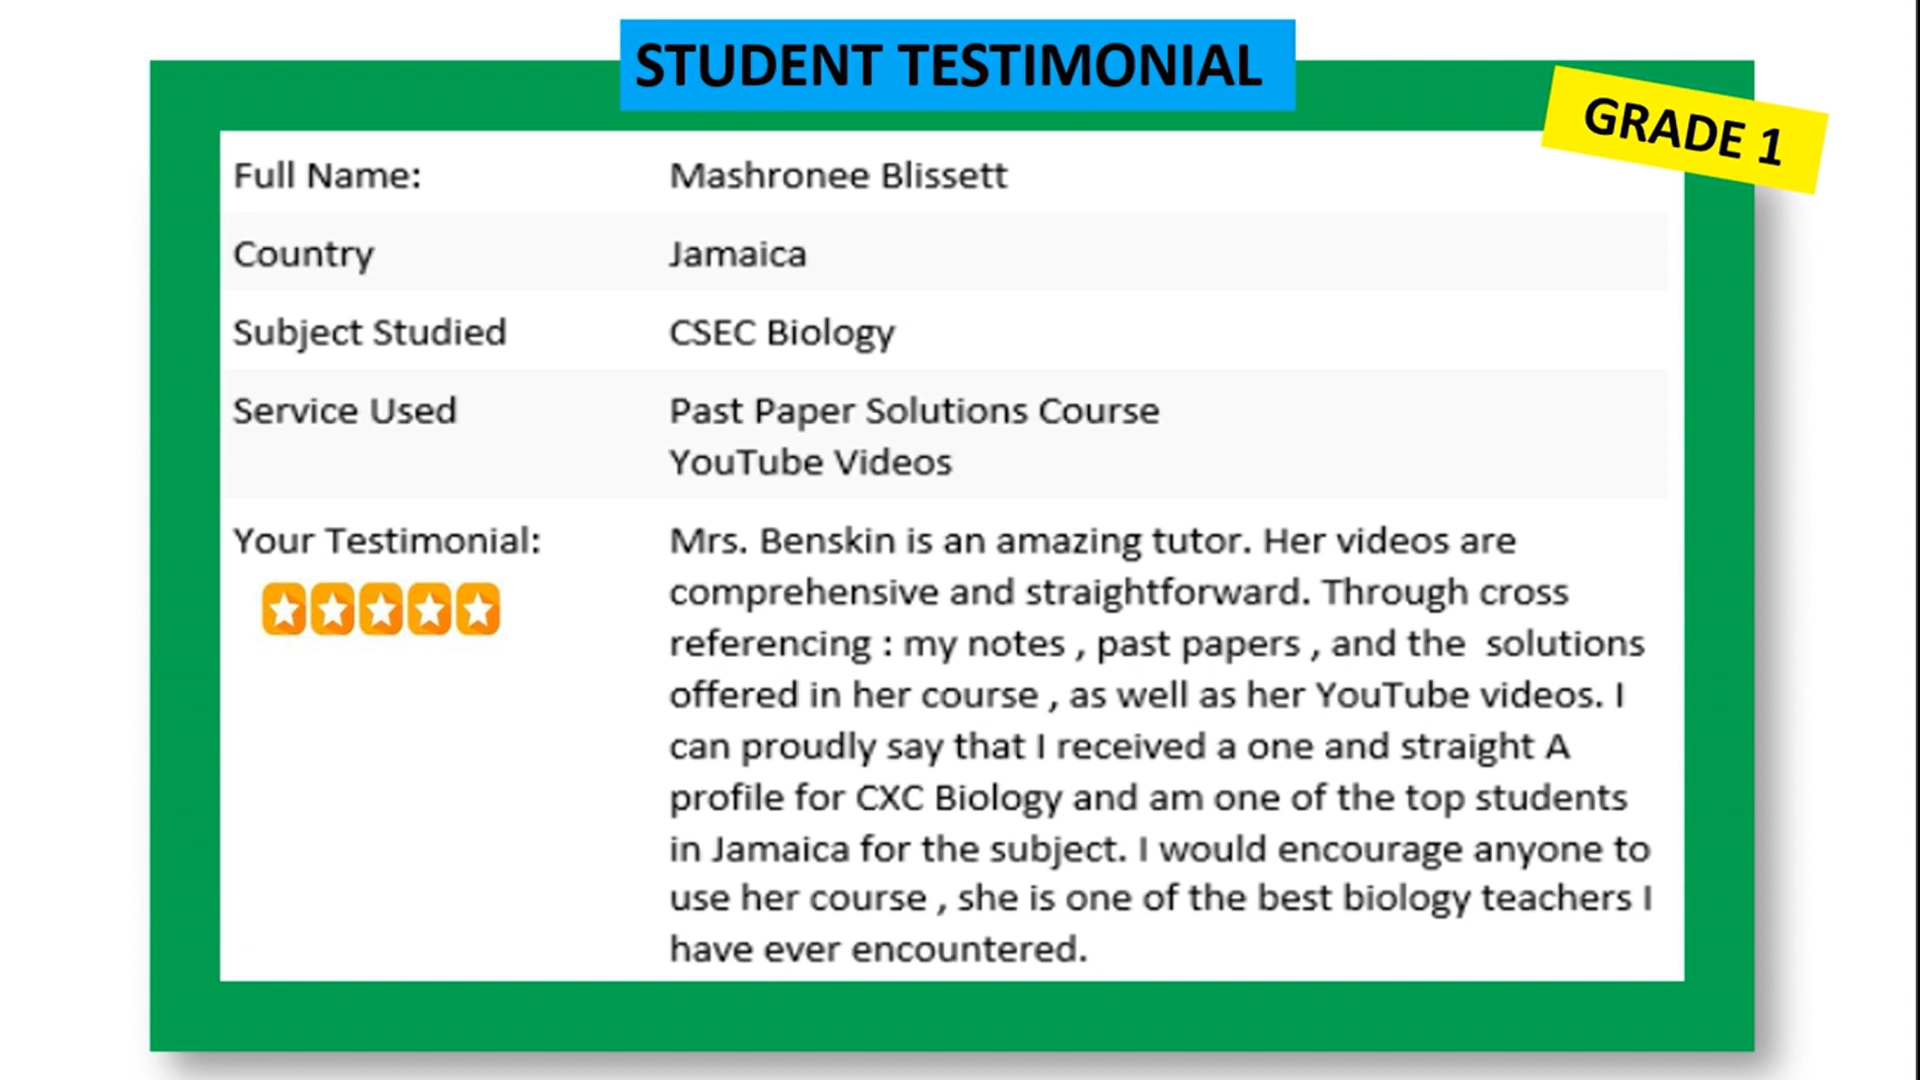 STUDENT TESTIMONIAL
GRADE 1
Full Name: Mashronee Blissett
Country Jamaica
Subject Studied CSEC Biology
Service Used Past Paper Solutions Course
YouTube Videos
Your Testimonial: Mrs. Benskin is an amazing tutor. Her videos are
comprehensive and straightforward. Through cross
referencing : my notes , past papers , and the  solutions
offered in her course , as well as her YouTube videos. I
can proudly say that I received a one and straight A
profile for CXC Biology and am one of the top students
in Jamaica for the subject. I would encourage anyone to
use her course , she is one of the best biology teachers I
have ever encountered.